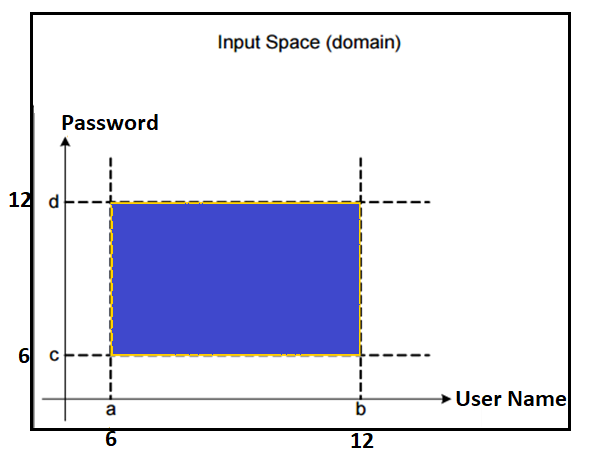 Input Space (domain)
Password
12 d
6 c
a b
User Name
6 12